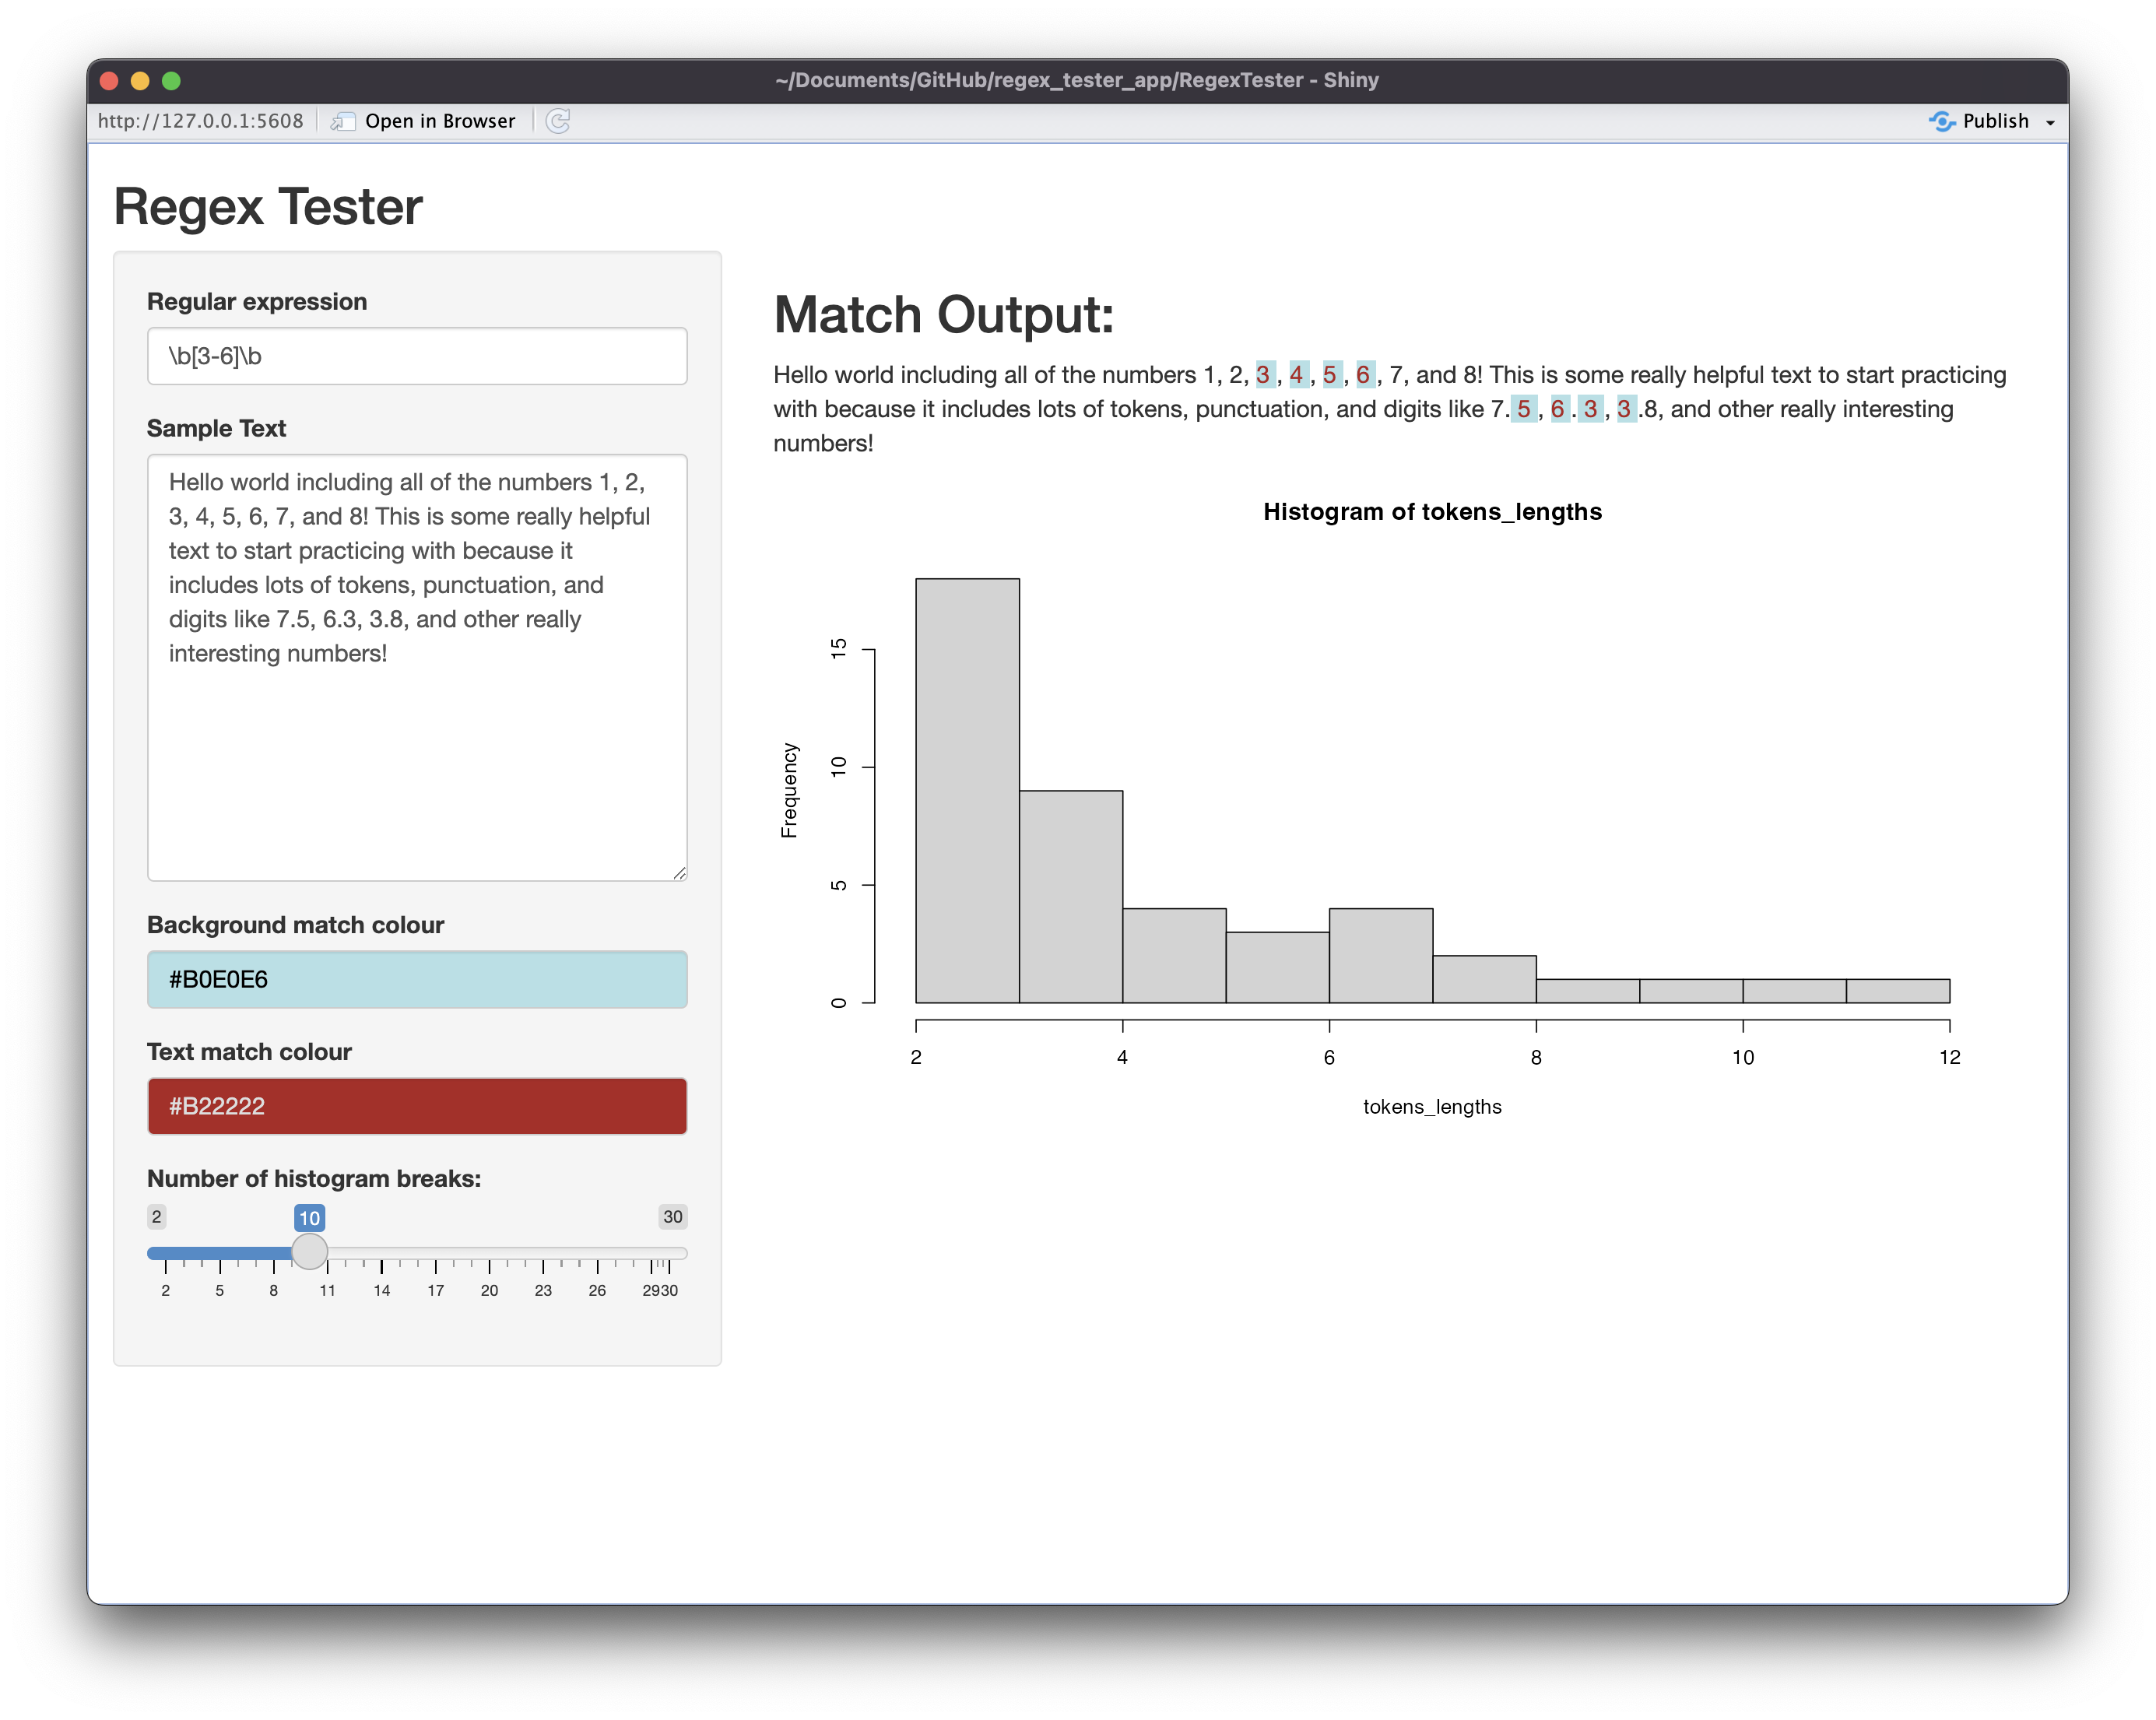 ~/Documents/GitHub/regex_tester_app/RegexTester - Shiny
http://127.0.0.1:5608 Open in Browser Publish
Regex Tester
Regular expression
\b[3-6]\b
Sample Text
Hello world including all of the numbers 1, 2,
3, 4, 5, 6, 7, and 8! This is some really helpful
text to start practicing with because it
includes lots of tokens, punctuation, and
digits like 7.5, 6.3, 3.8, and other really
interesting numbers!
Background match colour
#B0E0E6
Text match colour
#B22222
Number of histogram breaks:
2 10 30
2 5 8 11 14 17 20 23 26 29 30
Match Output:
Hello world including all of the numbers 1, 2, 3 , 4 , 5 , 6 , 7, and 8! This is some really helpful text to start practicing
with because it includes lots of tokens, punctuation, and digits like 7. 5 , 6 . 3 , 3 .8, and other really interesting
numbers!
Histogram of tokens_lengths
Frequency
15
10
5
0
2 4 6 8 10 12
tokens_lengths